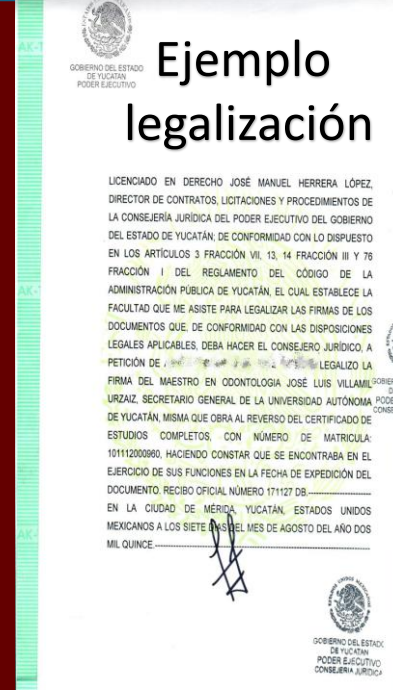 AK-1
GOBIERNO DEL ESTADO
DE YUCATAN
PODER EJECUTIVO
Ejemplo
legalización
LICENCIADO EN DERECHO JOSÉ MANUEL HERRERA LÓPEZ,
DIRECTOR DE CONTRATOS, LICITACIONES Y PROCEDIMIENTOS DE
LA CONSEJERÍA JURÍDICA DEL PODER EJECUTIVO DEL GOBIERNO
DEL ESTADO DE YUCATÁN; DE CONFORMIDAD CON LO DISPUESTO
EN LOS ARTÍCULOS 3 FRACCIÓN VII, 13, 14 FRACCIÓN III Y 76
FRACCIÓN I DEL REGLAMENTO DEL CÓDIGO DE LA
ADMINISTRACIÓN PÚBLICA DE YUCATÁN, EL CUAL ESTABLECE LA
FACULTAD QUE ME ASISTE PARA LEGALIZAR LAS FIRMAS DE LOS
DOCUMENTOS QUE, DE CONFORMIDAD CON LAS DISPOSICIONES
LEGALES APLICABLES, DEBA HACER EL CONSEJERO JURÍDICO, A
PETICIÓN DE LEGALIZO LA
FIRMA DEL MAESTRO EN ODONTOLOGIA JOSÉ LUIS VILLAMIL
URZAIZ, SECRETARIO GENERAL DE LA UNIVERSIDAD AUTÓNOMA
DE YUCATÁN, MISMA QUE OBRA AL REVERSO DEL CERTIFICADO DE
ESTUDIOS COMPLETOS, CON NÚMERO DE MATRICULA:
101112000960, HACIENDO CONSTAR QUE SE ENCONTRABA EN EL
EJERCICIO DE SUS FUNCIONES EN LA FECHA DE EXPEDICIÓN DEL
DOCUMENTO. RECIBO OFICIAL NÚMERO 171127 DB.
EN LA CIUDAD DE MÉRIDA, YUCATÁN, ESTADOS UNIDOS
MEXICANOS A LOS SIETE DÍAS DEL MES DE AGOSTO DEL AÑO DOS
MIL QUINCE.
GOBIERNO DEL ESTADO
DE YUCATAN
PODER EJECUTIVO
CONSEJERIA JURIDICA